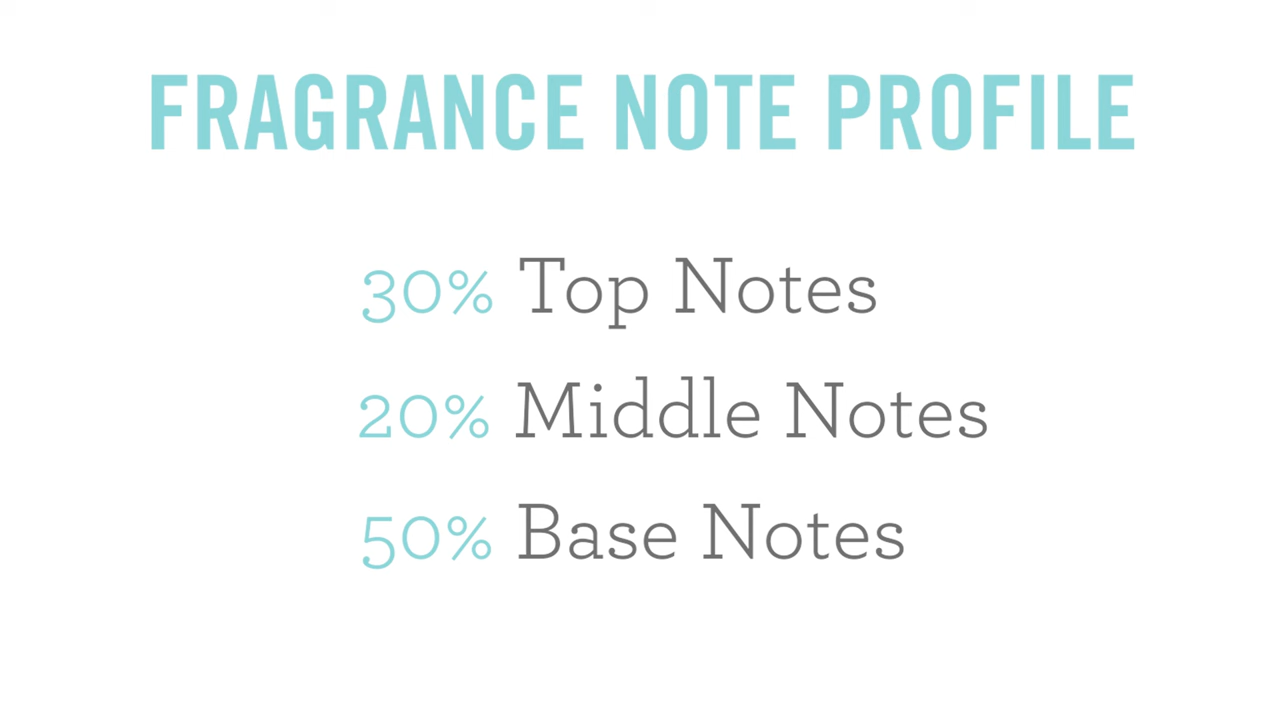 FRAGRANCE NOTE PROFILE
30% Top Notes
20% Middle Notes
50% Base Notes